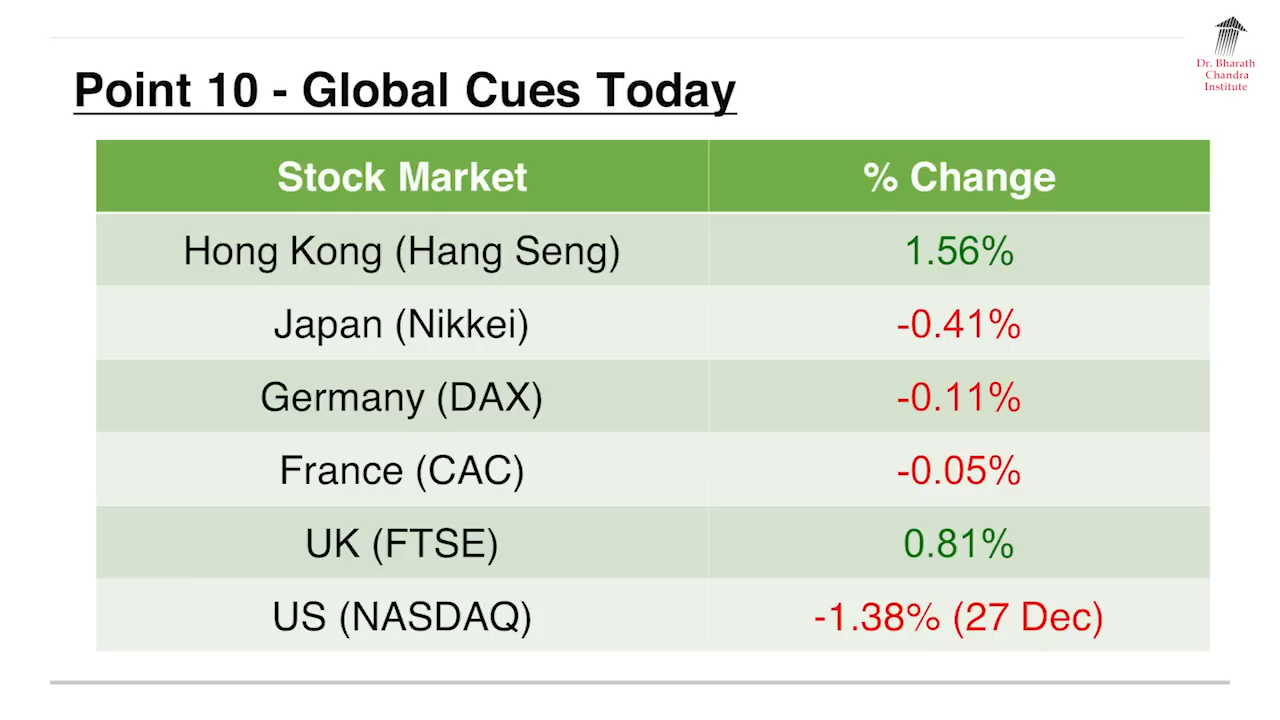 Dr. Bharath
Chandra
Institute
Point 10 - Global Cues Today
Stock Market % Change
Hong Kong (Hang Seng) 1.56%
Japan (Nikkei) -0.41%
Germany (DAX) -0.11%
France (CAC) -0.05%
UK (FTSE) 0.81%
US (NASDAQ) -1.38% (27 Dec)